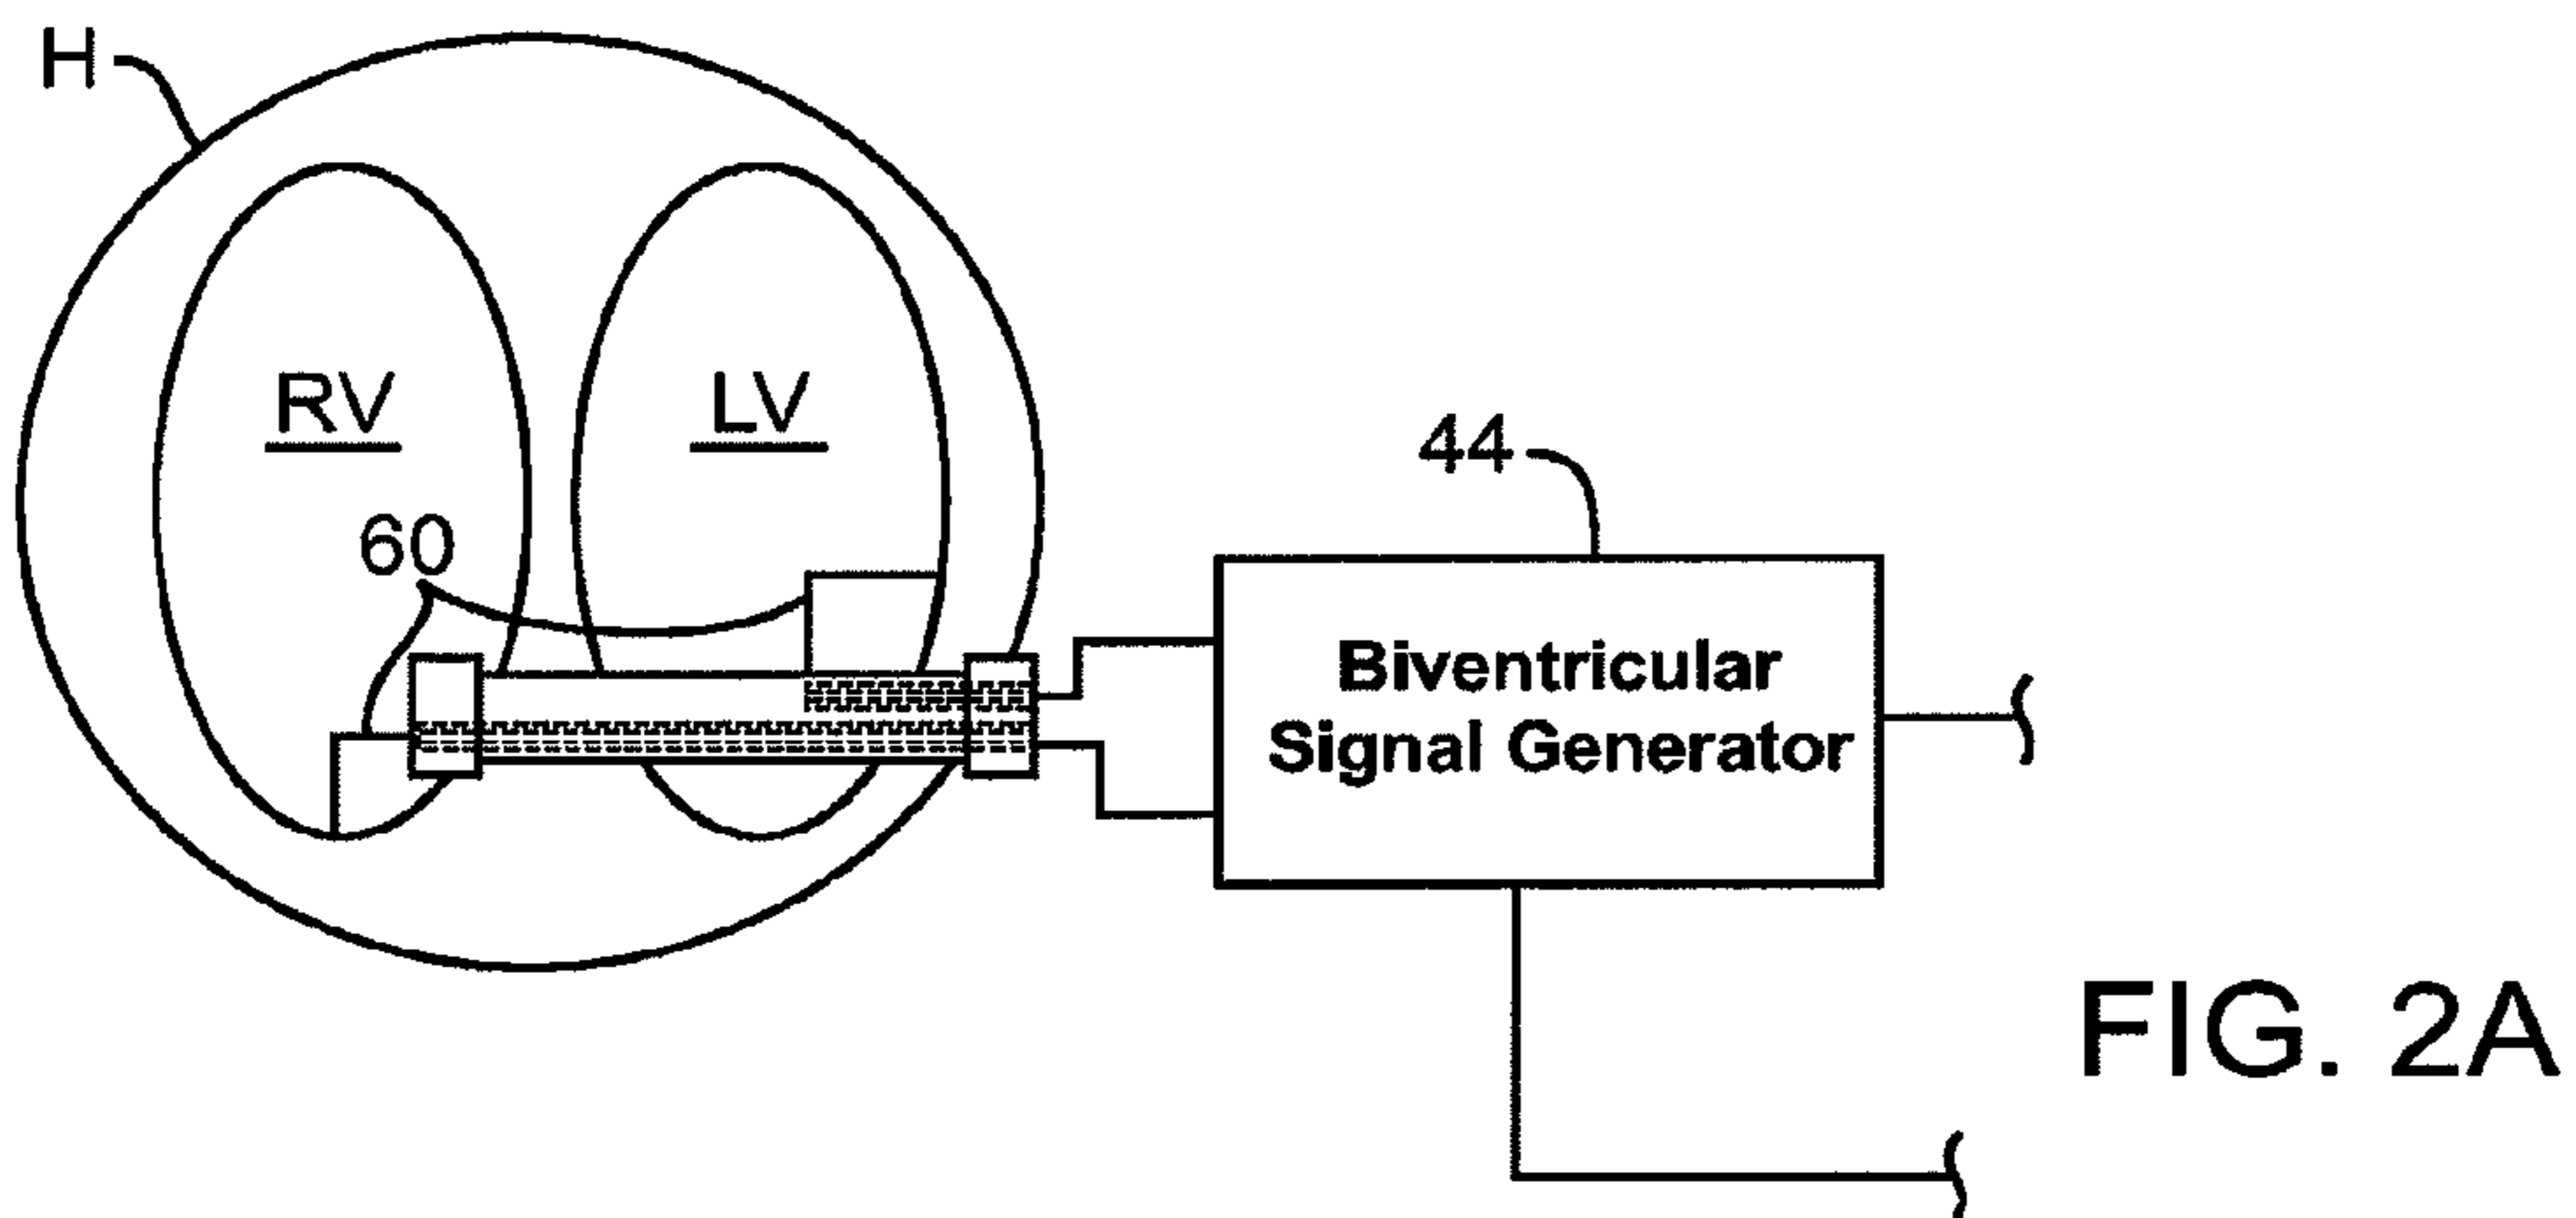 H
RV
LV
44
60
Biventricular
Signal Generator
FIG. 2A